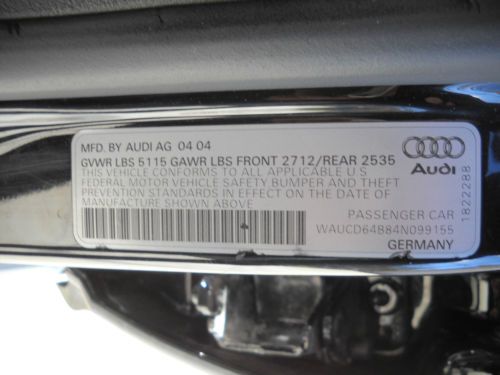 MFD. BY AUDI AG 04 04
GVWR LBS 5115 GAWR LBS FRONT 2712/REAR 2535
THIS VEHICLE CONFORMS TO ALL APPLICABLE U S
FEDERAL MOTOR VEHICLE SAFETY BUMPER AND THEFT
PREVENTION STANDARDS IN EFFECT ON THE DATE OF
MANUFACTURE SHOWN ABOVE.
PASSENGER CAR
WAUCD64B84N099155
GERMANY
Audi
1822288